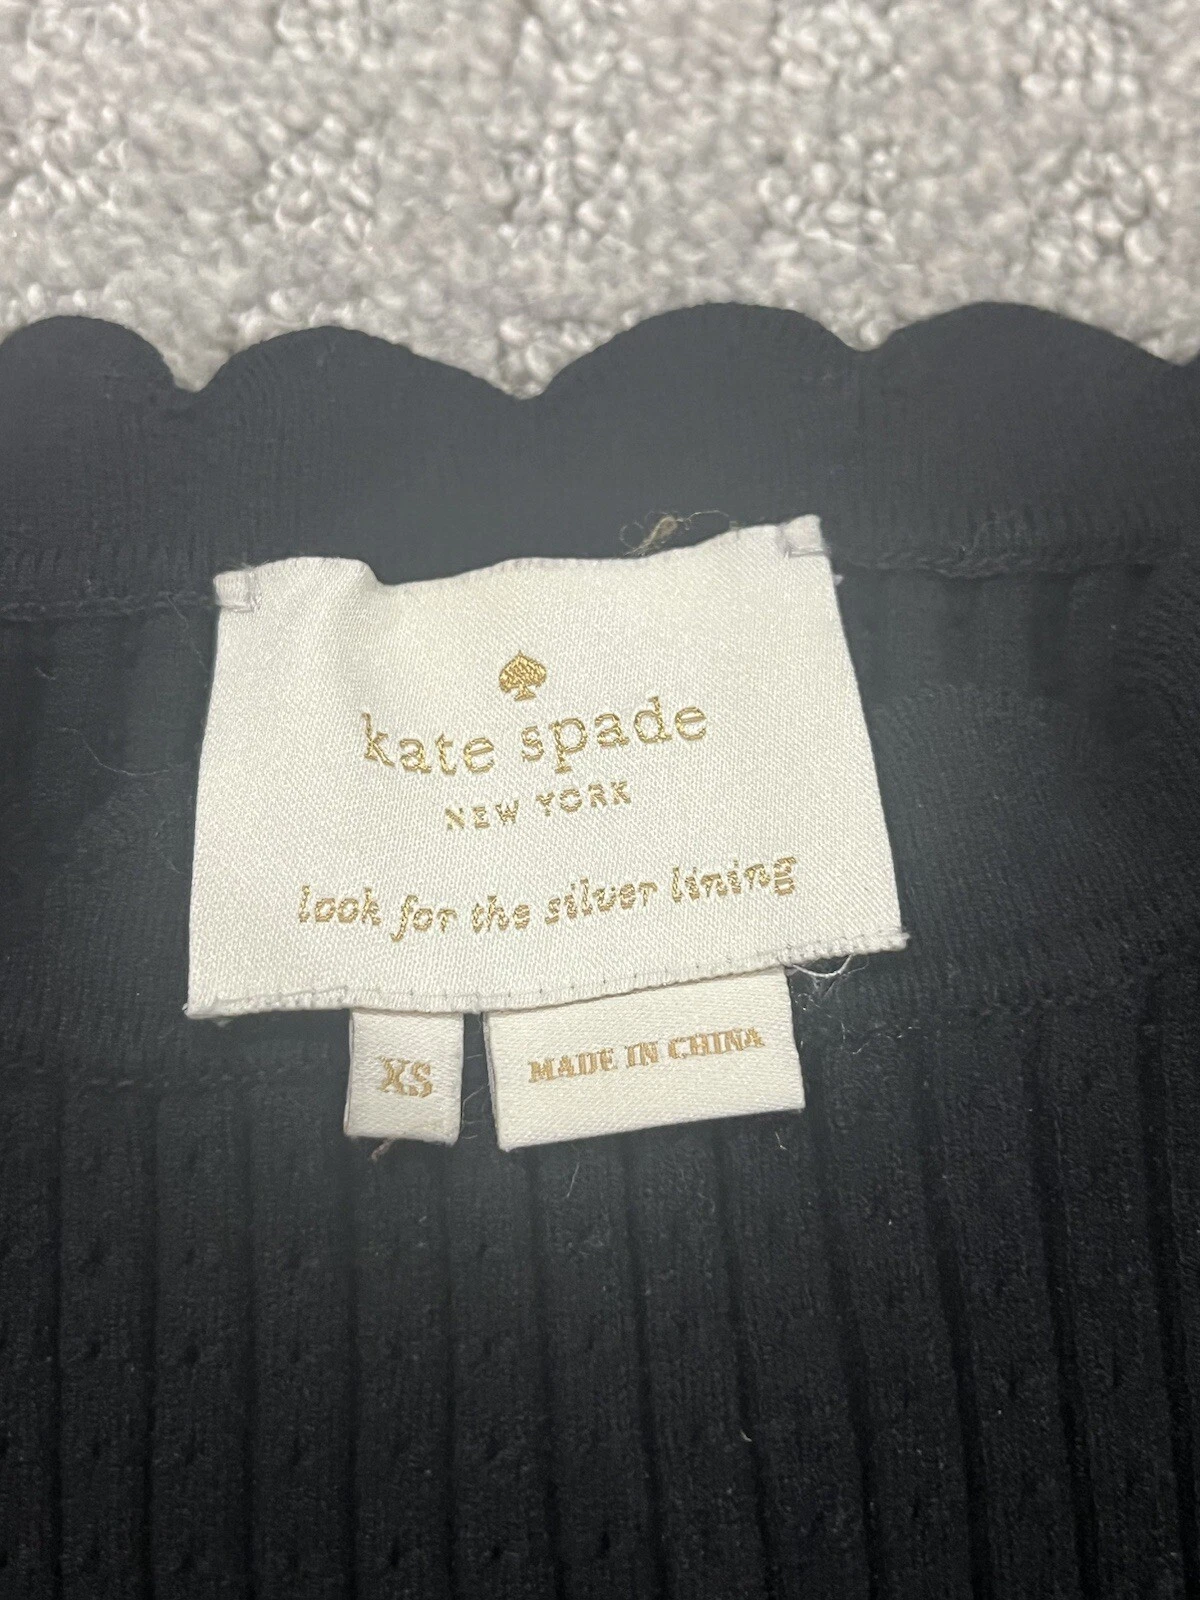 kate spade
NEW YORK
look for the silver lining
XS
MADE IN CHINA